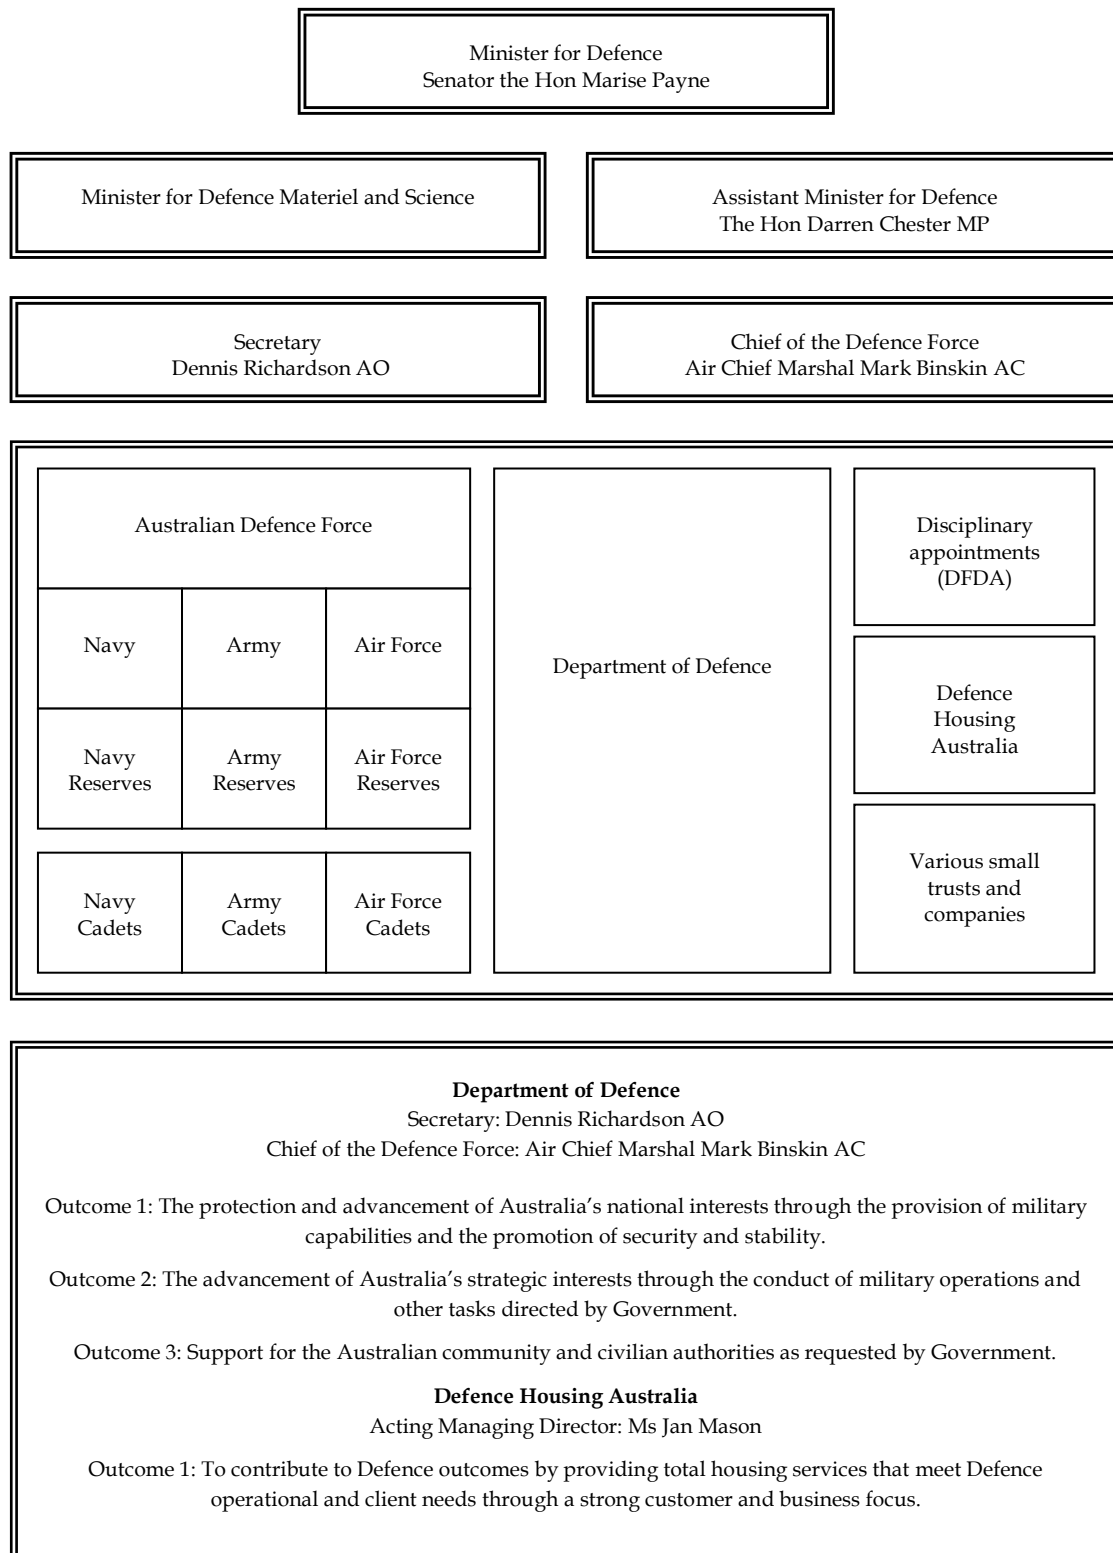 Minister for Defence
Senator the Hon Marise Payne
Minister for Defence Materiel and Science
Assistant Minister for Defence
The Hon Darren Chester MP
Secretary
Dennis Richardson AO
Chief of the Defence Force
Air Chief Marshal Mark Binskin AC
Australian Defence Force
Navy
Army
Air Force
Navy
Reserves
Army
Reserves
Air Force
Reserves
Navy
Cadets
Army
Cadets
Air Force
Cadets
Department of Defence
Disciplinary
appointments
(DFDA)
Defence
Housing
Australia
Various small
trusts and
companies
Department of Defence
Secretary: Dennis Richardson AO
Chief of the Defence Force: Air Chief Marshal Mark Binskin AC
Outcome 1: The protection and advancement of Australia's national interests through the provision of military
capabilities and the promotion of security and stability.
Outcome 2: The advancement of Australia's strategic interests through the conduct of military operations and
other tasks directed by Government.
Outcome 3: Support for the Australian community and civilian authorities as requested by Government.
Defence Housing Australia
Acting Managing Director: Ms Jan Mason
Outcome 1: To contribute to Defence outcomes by providing total housing services that meet Defence
operational and client needs through a strong customer and business focus.